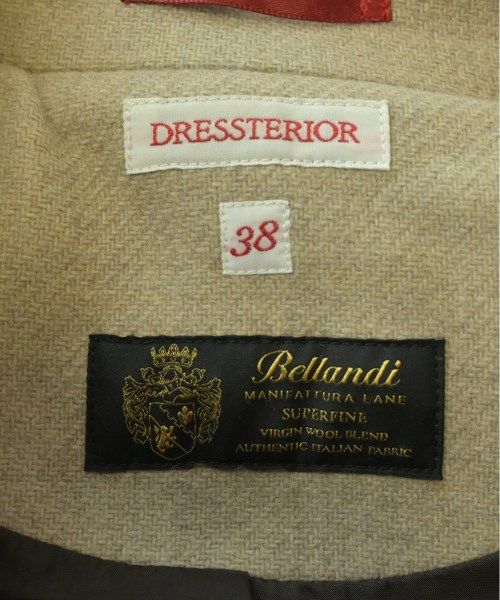 DRESSTERIOR
38
Bellandi
MANIFATTURA LANE
SUPERFINE
VIRGIN WOOL BLEND
AUTHENTIC ITALIAN FABRIC